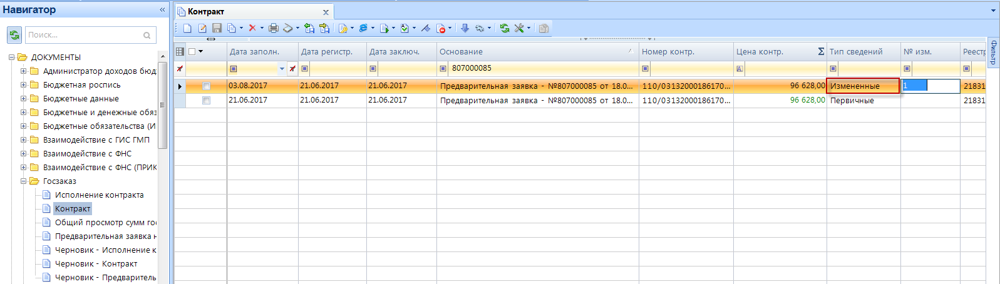 Навигатор «
Поиск...
ДОКУМЕНТЫ
Администратор доходов бюд
Бюджетная роспись
Бюджетные данные
Бюджетные и денежные обяз
Бюджетные обязательства (И
Взаимодействие с ГИС ГМП
Взаимодействие с ФНС
Взаимодействие с ФНС (ПРИК
Госзаказ
Исполнение контракта
Контракт
Общий просмотр сумм гос
Предварительная заявка н
Черновик - Исполнение к
Черновик - Контракт
Черновик - Предваритель
Контракт x
Дата заполн. Дата регистр. Дата заключ. Основание Номер контр. Цена контр. Σ Тип сведений № изм. Реестр
807000085
03.08.2017 21.06.2017 21.06.2017 Предварительная заявка - №807000085 от 18.0... 110/03132000186170... 96 628,00 Измененные 1 21831
21.06.2017 21.06.2017 21.06.2017 Предварительная заявка - №807000085 от 18.0... 110/03132000186170... 96 628,00 Первичные 21831
Фильтр